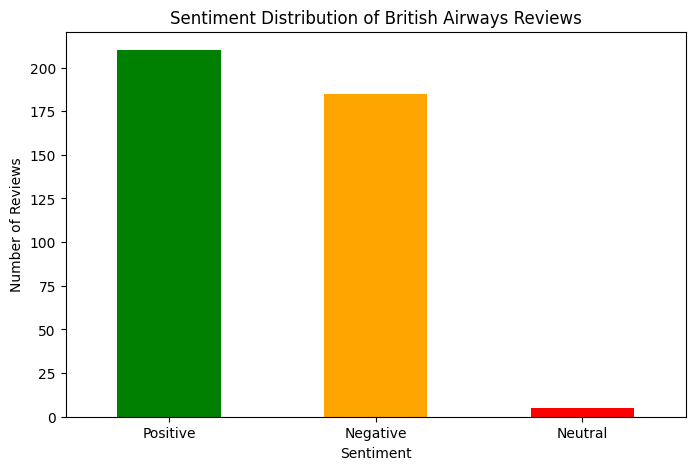 Sentiment Distribution of British Airways Reviews
200
175
150
125
100
75
50
25
0
Number of Reviews
Positive
Negative
Neutral
Sentiment